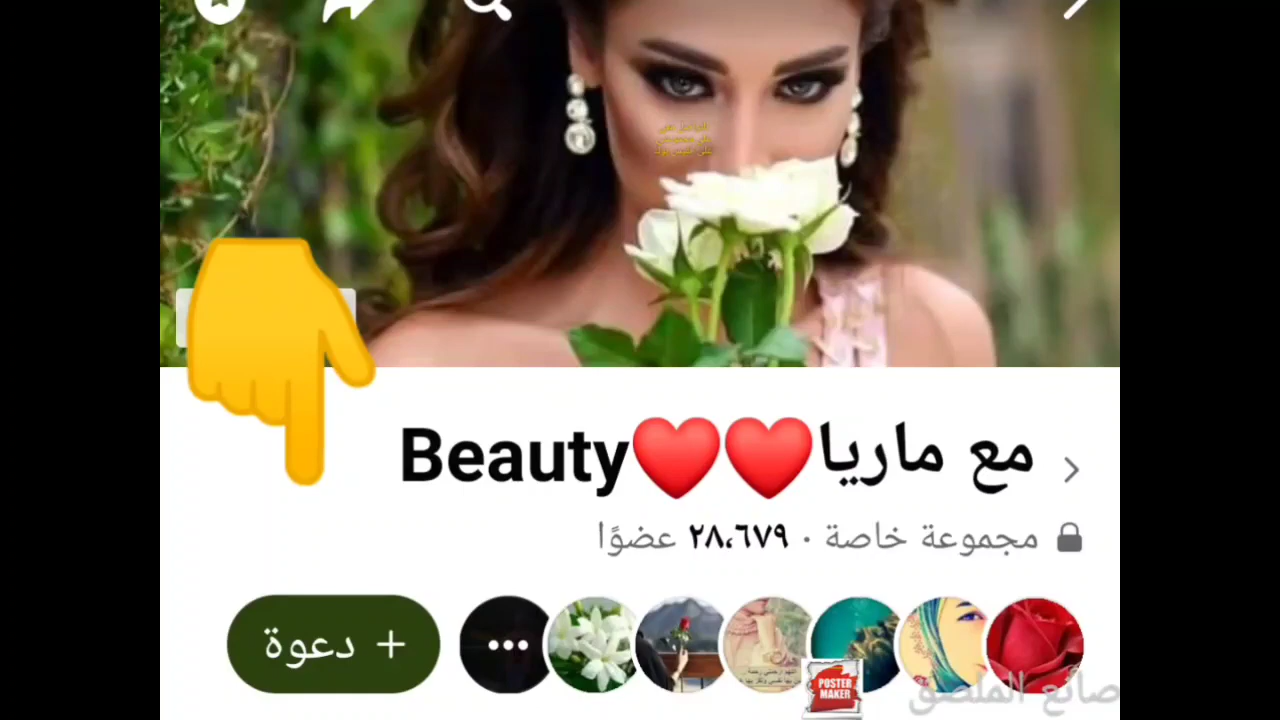 مع ماريا❤️❤️Beauty
مجموعة خاصة · ٢٨،٦٧٩ عضوًا
+ دعوة
POSTER
MAKER
صانع الملصق